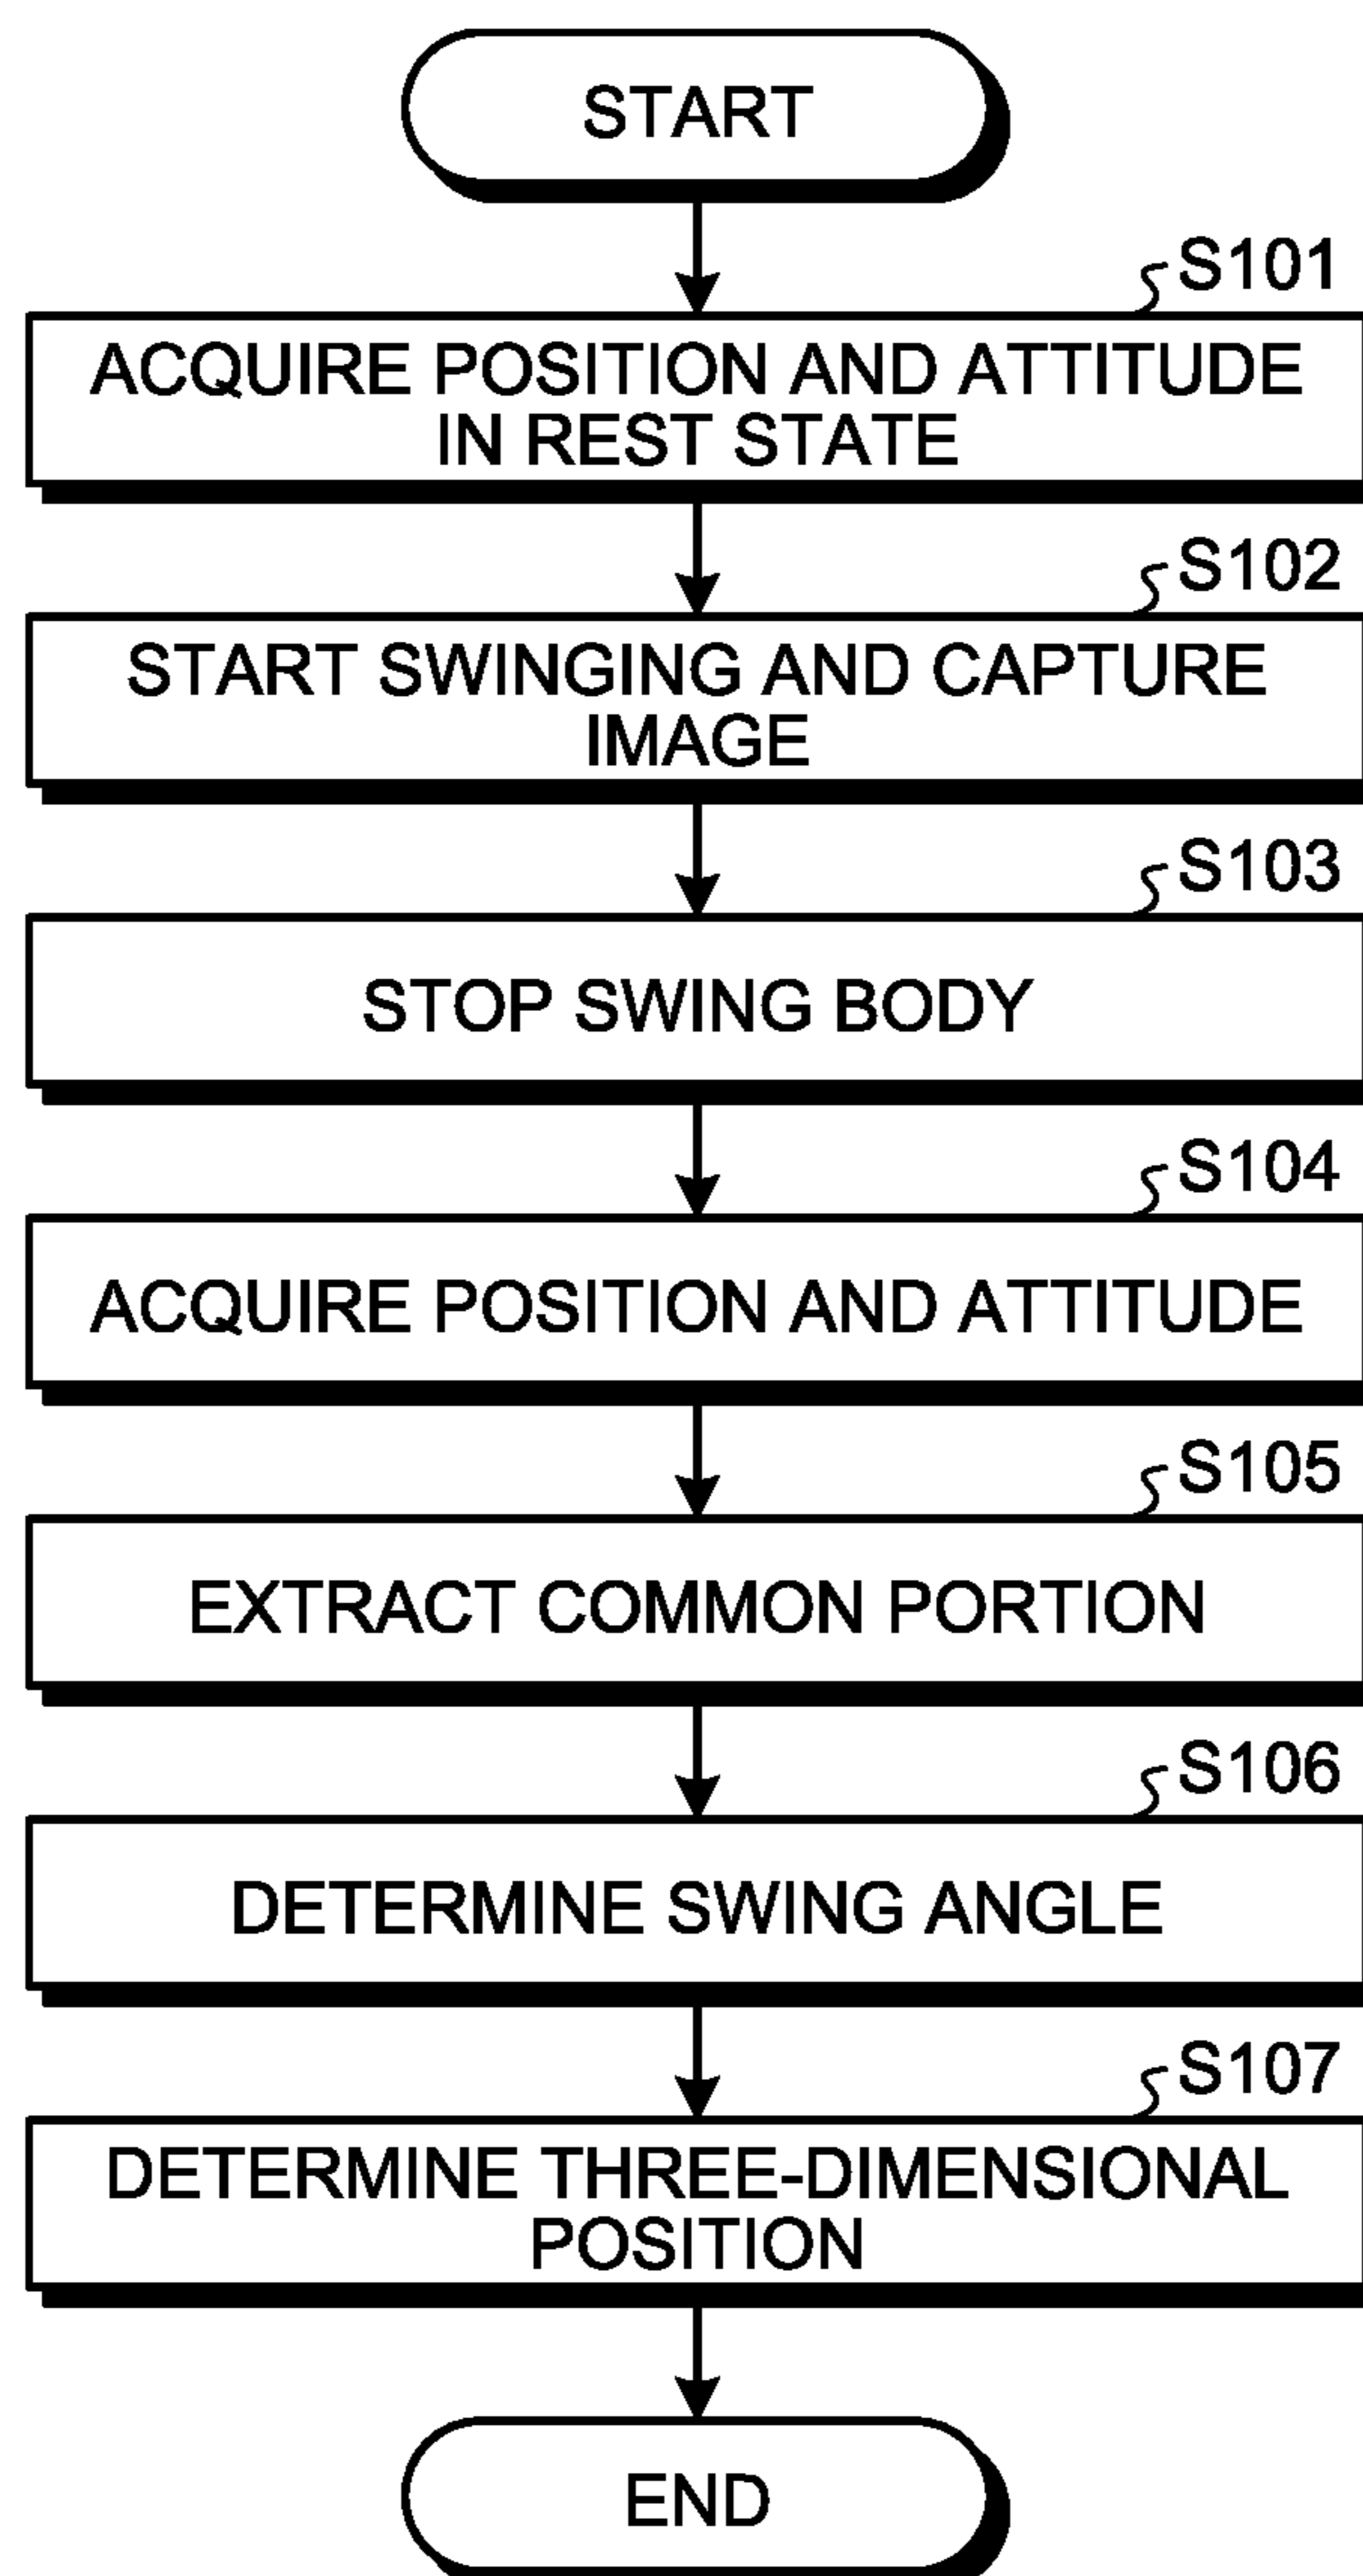 START
S101
ACQUIRE POSITION AND ATTITUDE
IN REST STATE
S102
START SWINGING AND CAPTURE
IMAGE
S103
STOP SWING BODY
S104
ACQUIRE POSITION AND ATTITUDE
S105
EXTRACT COMMON PORTION
S106
DETERMINE SWING ANGLE
S107
DETERMINE THREE-DIMENSIONAL
POSITION
END